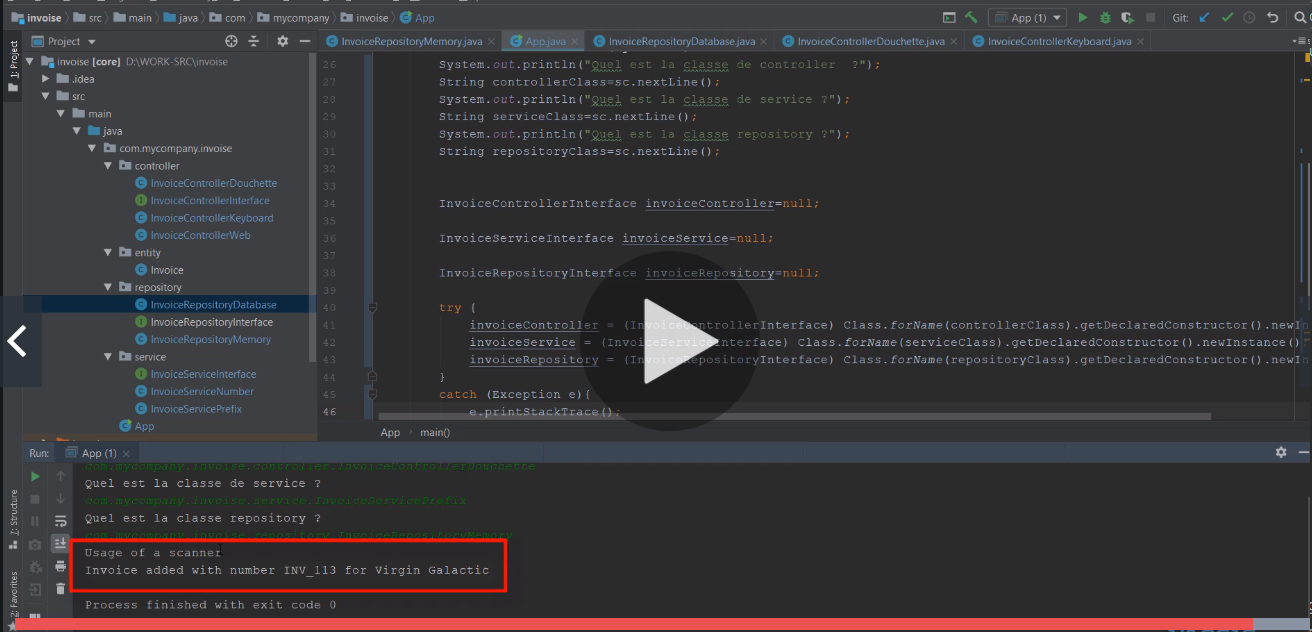 invoise src main java com mycompany invoise App App (1) Git:
Project InvoiceRepositoryMemory.java App.java InvoiceRepositoryDatabase.java InvoiceControllerDouchette.java InvoiceControllerKeyboard.java
1: Project
invoise [core] D:\WORK-SRC\invoise
.idea
src
main
java
com.mycompany.invoise
controller
InvoiceControllerDouchette
InvoiceControllerInterface
InvoiceControllerKeyboard
InvoiceControllerWeb
entity
Invoice
repository
InvoiceRepositoryDatabase
InvoiceRepositoryInterface
InvoiceRepositoryMemory
service
InvoiceServiceInterface
InvoiceServiceNumber
InvoiceServicePrefix
App
26 System.out.println("Quel est la classe de controller  ?");
27 String controllerClass=sc.nextLine();
28 System.out.println("Quel est la classe de service ?");
29 String serviceClass=sc.nextLine();
30 System.out.println("Quel est la classe repository ?");
31 String repositoryClass=sc.nextLine();
32
33
34 InvoiceControllerInterface invoiceController=null;
35
36 InvoiceServiceInterface invoiceService=null;
37
38 InvoiceRepositoryInterface invoiceRepository=null;
39
40 try {
41 invoiceController = (InvoiceControllerInterface) Class.forName(controllerClass).getDeclaredConstructor().newIn
42 invoiceService = (InvoiceServiceInterface) Class.forName(serviceClass).getDeclaredConstructor().newInstance()
43 invoiceRepository = (InvoiceRepositoryInterface) Class.forName(repositoryClass).getDeclaredConstructor().newIn
44 }
45 catch (Exception e){
46 e.printStackTrace();
App main()
Run: App (1)
com.mycompany.invoise.controller.InvoiceControllerDouchette
Quel est la classe de service ?
com.mycompany.invoise.service.InvoiceServicePrefix
Quel est la classe repository ?
com.mycompany.invoise.repository.InvoiceRepositoryMemory
Usage of a scanner
Invoice added with number INV_113 for Virgin Galactic
Process finished with exit code 0
7: Structure
2: Favorites